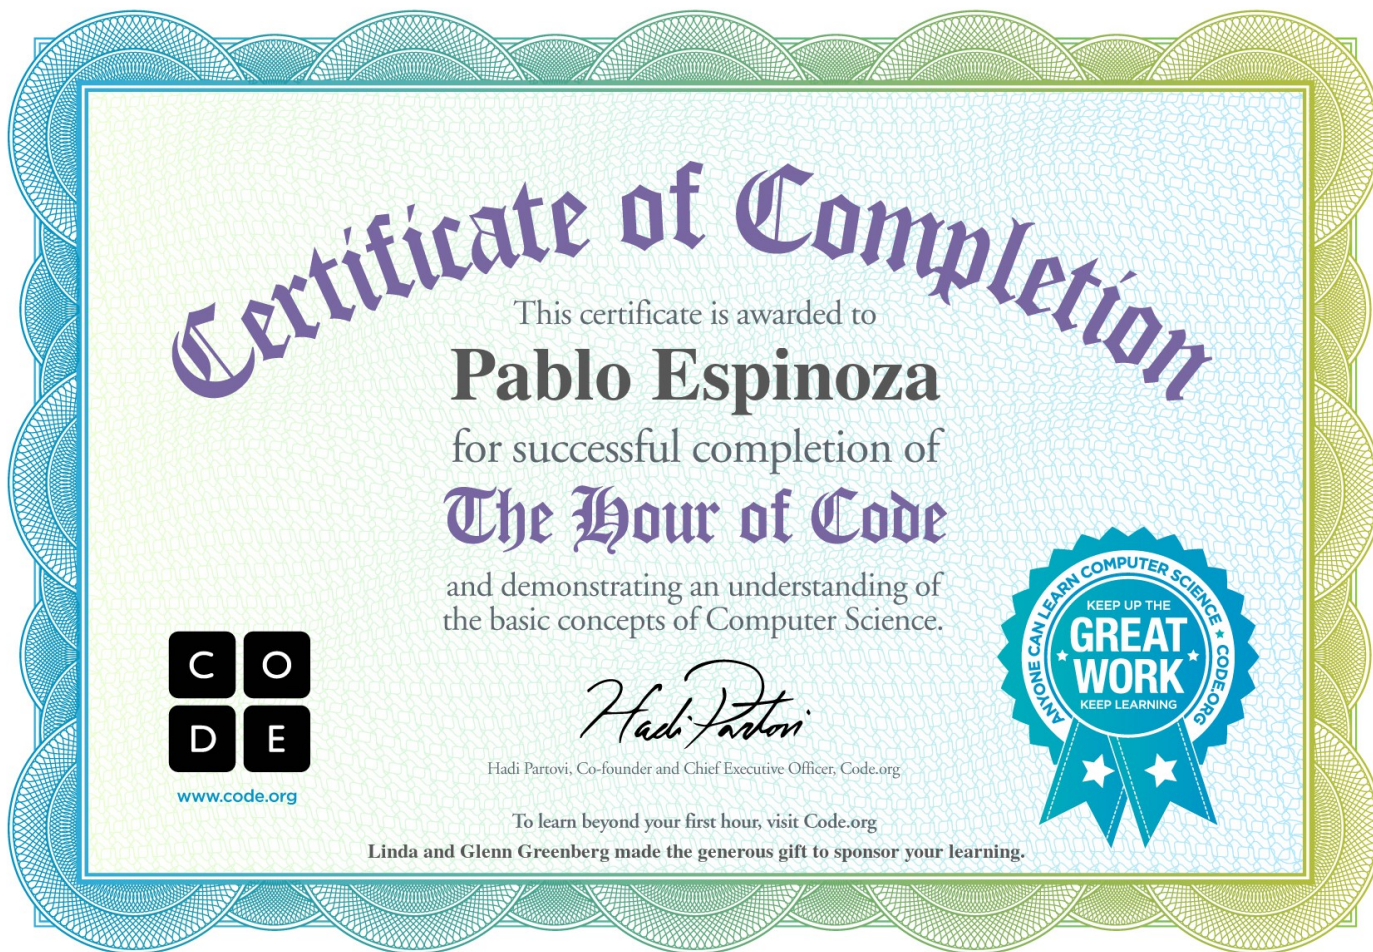 Certificate of Completion
This certificate is awarded to
Pablo Espinoza
for successful completion of
The Hour of Code
and demonstrating an understanding of
the basic concepts of Computer Science.
C O
D E
www.code.org
Hadi Partovi
Hadi Partovi, Co-founder and Chief Executive Officer, Code.org
ANYONE CAN LEARN COMPUTER SCIENCE ★ CODE.ORG
KEEP UP THE
GREAT
★ WORK ★
KEEP LEARNING
To learn beyond your first hour, visit Code.org
Linda and Glenn Greenberg made the generous gift to sponsor your learning.